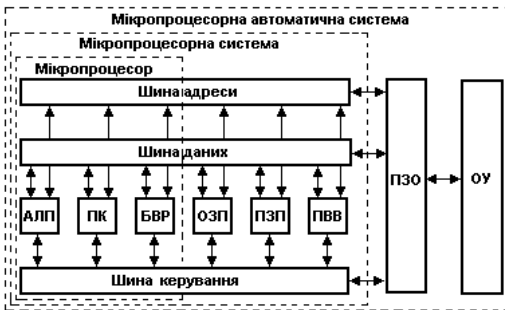 Мікропроцесорна автоматична система
Мікропроцесорна система
Мікропроцесор
Шина адреси
Шина даних
АЛП ПК БВР ОЗП ПЗП ПВВ
ПЗО ОУ
Шина керування